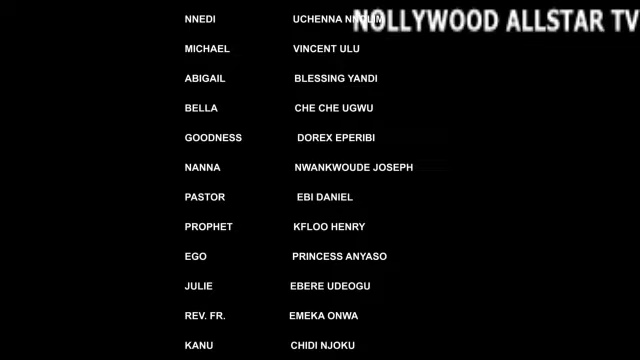 NOLLYWOOD ALLSTAR TV
NNEDI UCHENNA NNOLIM
MICHAEL VINCENT ULU
ABIGAIL BLESSING YANDI
BELLA CHE CHE UGWU
GOODNESS DOREX EPERIBI
NANNA NWANKWOUDE JOSEPH
PASTOR EBI DANIEL
PROPHET KFLOO HENRY
EGO PRINCESS ANYASO
JULIE EBERE UDEOGU
REV. FR. EMEKA ONWA
KANU CHIDI NJOKU